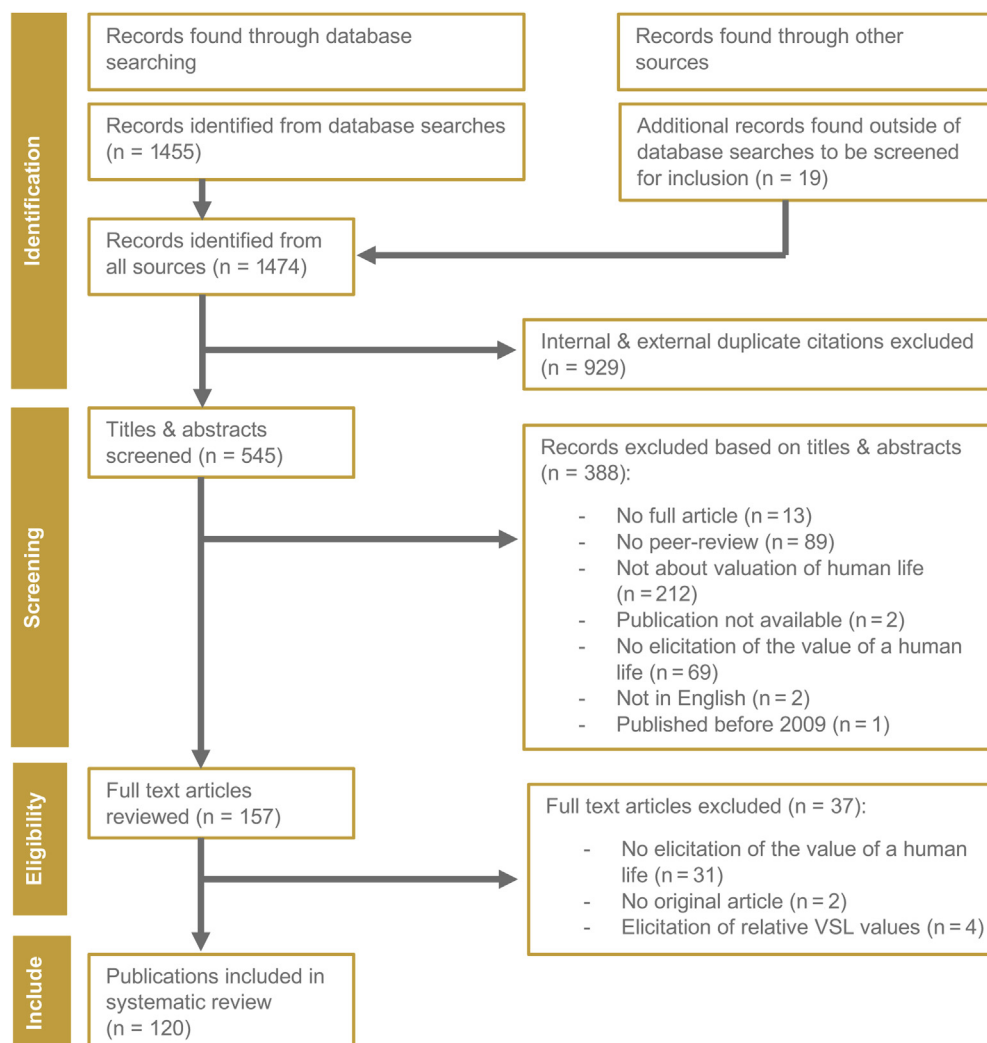 Identification
Records found through database
searching
Records found through other
sources
Records identified from database searches
(n = 1455)
Additional records found outside of
database searches to be screened
for inclusion (n = 19)
Records identified from
all sources (n = 1474)
Internal & external duplicate citations excluded
(n = 929)
Screening
Titles & abstracts
screened (n = 545)
Records excluded based on titles & abstracts
(n = 388):
- No full article (n = 13)
- No peer-review (n = 89)
- Not about valuation of human life
(n = 212)
- Publication not available (n = 2)
- No elicitation of the value of a human
life (n = 69)
- Not in English (n = 2)
- Published before 2009 (n = 1)
Eligibility
Full text articles
reviewed (n = 157)
Full text articles excluded (n = 37):
- No elicitation of the value of a human
life (n = 31)
- No original article (n = 2)
- Elicitation of relative VSL values (n = 4)
Include
Publications included in
systematic review
(n = 120)